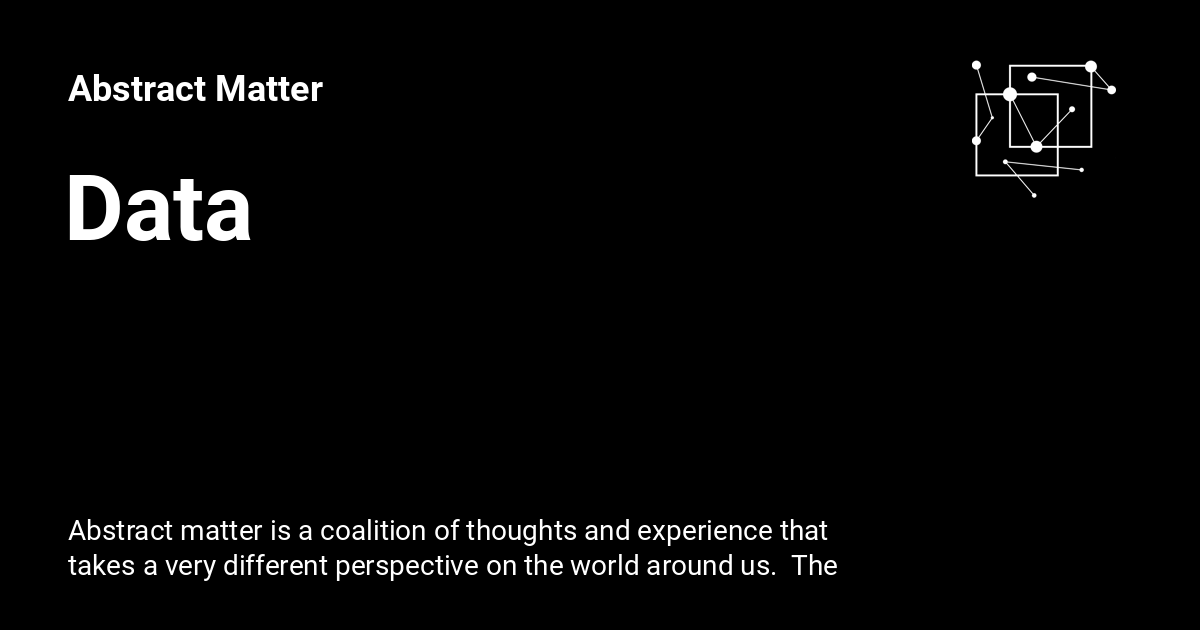 Abstract Matter
Data
Abstract matter is a coalition of thoughts and experience that
takes a very different perspective on the world around us.  The